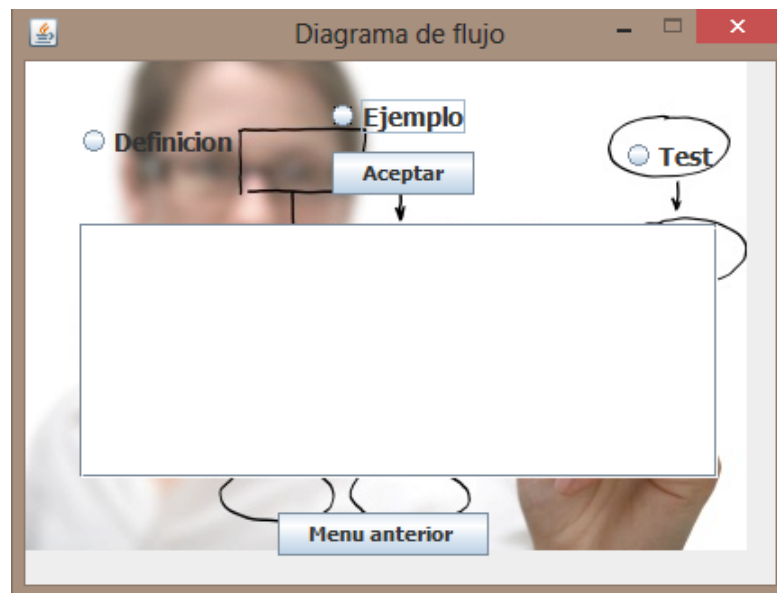 Diagrama de flujo
Ejemplo
Definicion
Test
Aceptar
Menu anterior